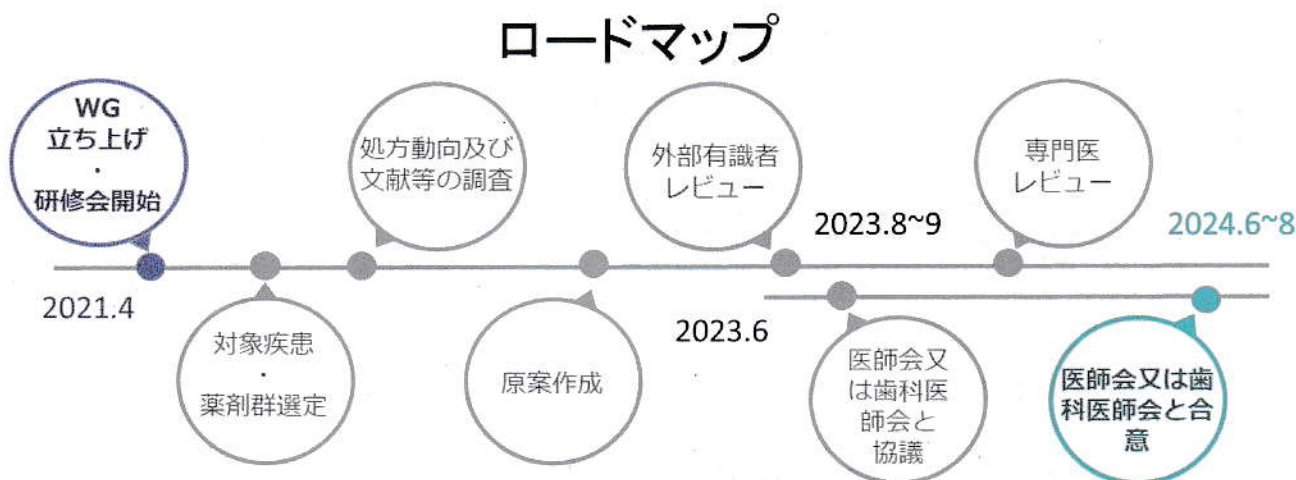 ロードマップ
WG
立ち上げ
・
研修会開始
処方動向及び
文献等の調査
外部有識者
レビュー
専門医
レビュー
2023.8~9
2024.6~8
2021.4
対象疾患
・
薬剤群選定
原案作成
2023.6
医師会又
は歯科医
師会と
協議
医師会又は歯
科医師会と合
意